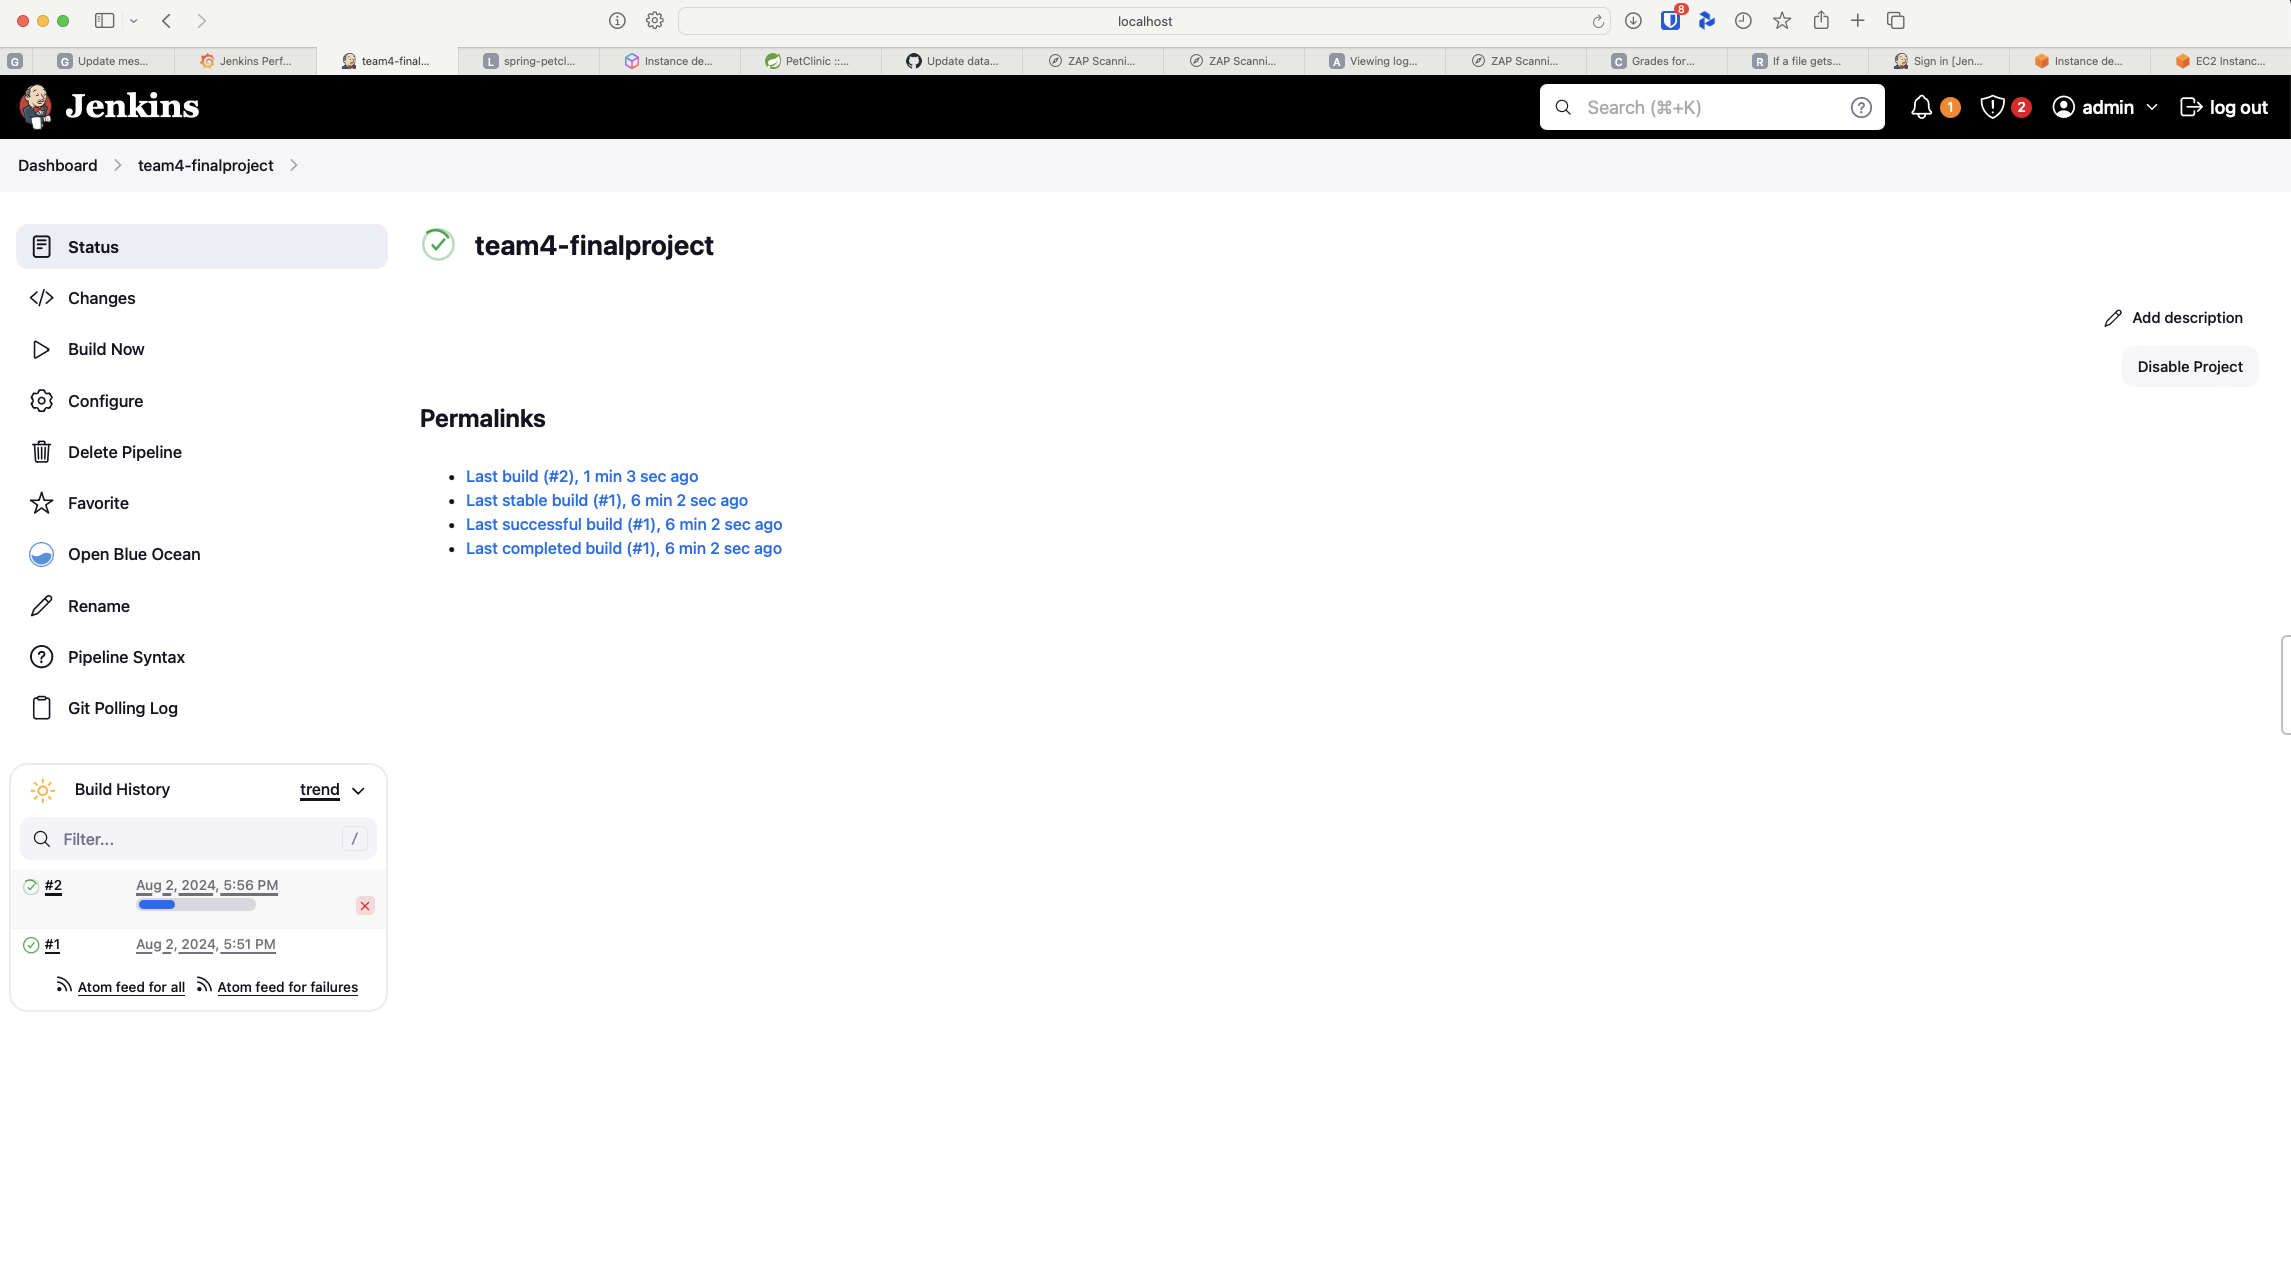 localhost
8
G
G Update mes...
Jenkins Perf...
team4-final...
L spring-petcl...
Instance de...
PetClinic ::...
Update data...
ZAP Scanni...
ZAP Scanni...
A Viewing log...
ZAP Scanni...
C Grades for...
R If a file gets...
Sign in [Jen...
Instance de...
EC2 Instanc...
Jenkins
Search (⌘+K)
?
1
2
admin
log out
Dashboard > team4-finalproject >
Status
Changes
Build Now
Configure
Delete Pipeline
Favorite
Open Blue Ocean
Rename
Pipeline Syntax
Git Polling Log
Build History
trend
Filter...
/
#2
Aug 2, 2024, 5:56 PM
#1
Aug 2, 2024, 5:51 PM
Atom feed for all
Atom feed for failures
team4-finalproject
Add description
Disable Project
Permalinks
• Last build (#2), 1 min 3 sec ago
• Last stable build (#1), 6 min 2 sec ago
• Last successful build (#1), 6 min 2 sec ago
• Last completed build (#1), 6 min 2 sec ago